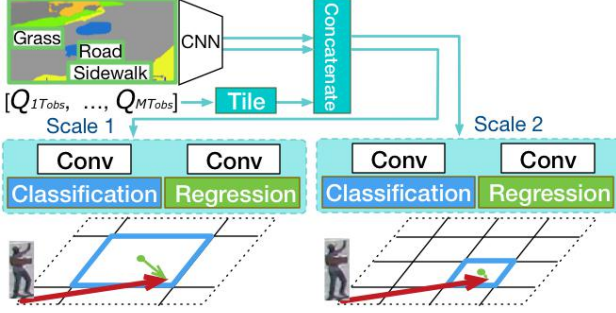 Grass
Road
Sidewalk
CNN
Concatenate
[Q1Tobs, ..., QMTobs]
Tile
Scale 1
Conv Conv
Classification Regression
Scale 2
Conv Conv
Classification Regression